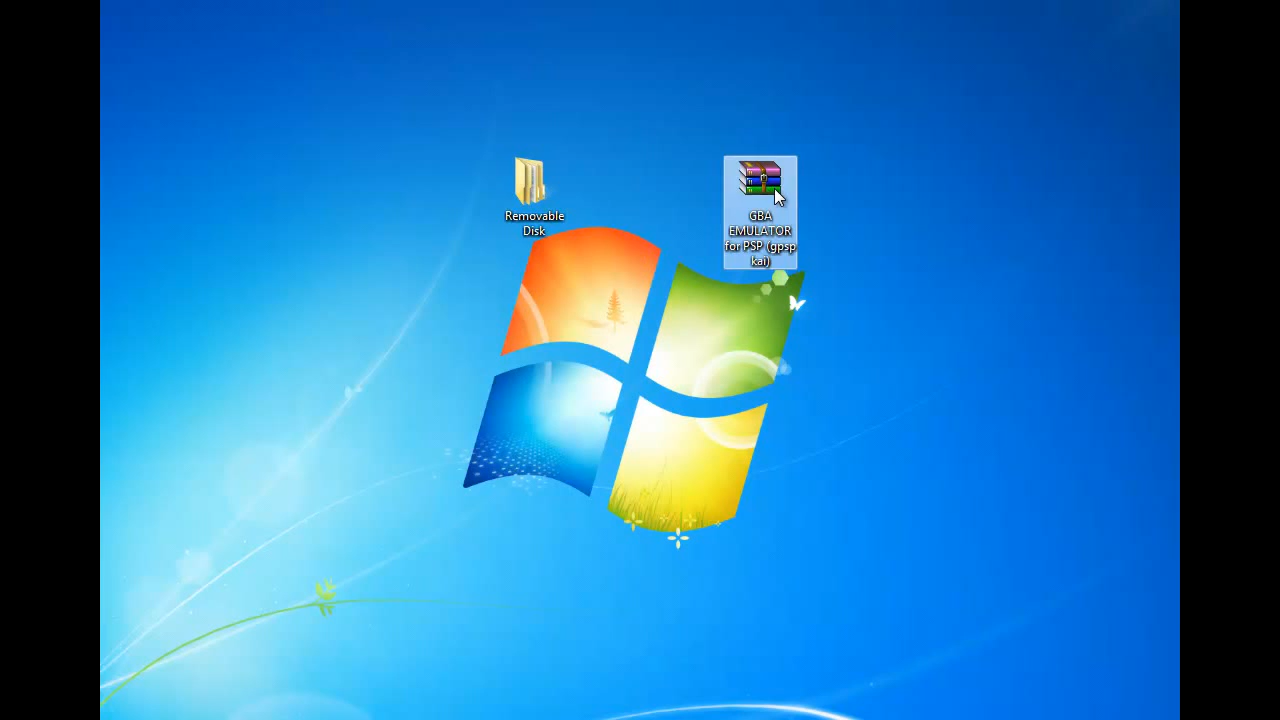 Removable
Disk
GBA
EMULATOR
for PSP (gpsp
kai)